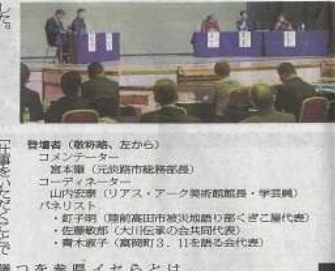 した。
登壇者（敬称略、左から）
コメンテーター
宮本肇（元淡路市総務部長）
コーディネーター
山内宏泰（リアス・アーク美術館館長・学芸員）
パネリスト
・釘子明（陸前高田市被災地語り部くぎこ屋代表）
・佐藤敏郎（大川伝承の会共同代表）
・青木淑子（富岡町3．11を語る会代表）